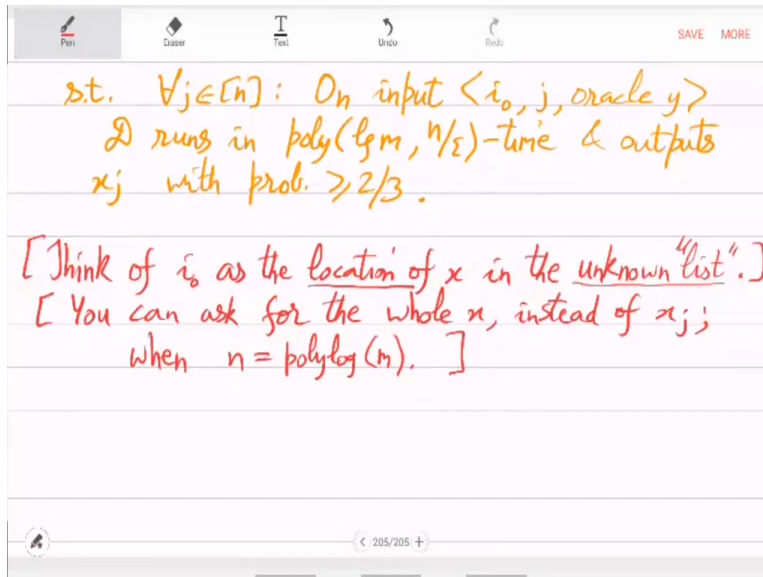 Pen
Eraser
Text
Undo
Redo
SAVE MORE
s.t. ∀j∈[n] : On input <i₀, j, oracle y>
D runs in poly(lg m, n/ε)-time & outputs
xj with prob. ≥ 2/3.
[Think of i₀ as the location of x in the unknown "list".]
[ You can ask for the whole x, instead of xj ;
when n = polylog(m). ]
< 205/205 +